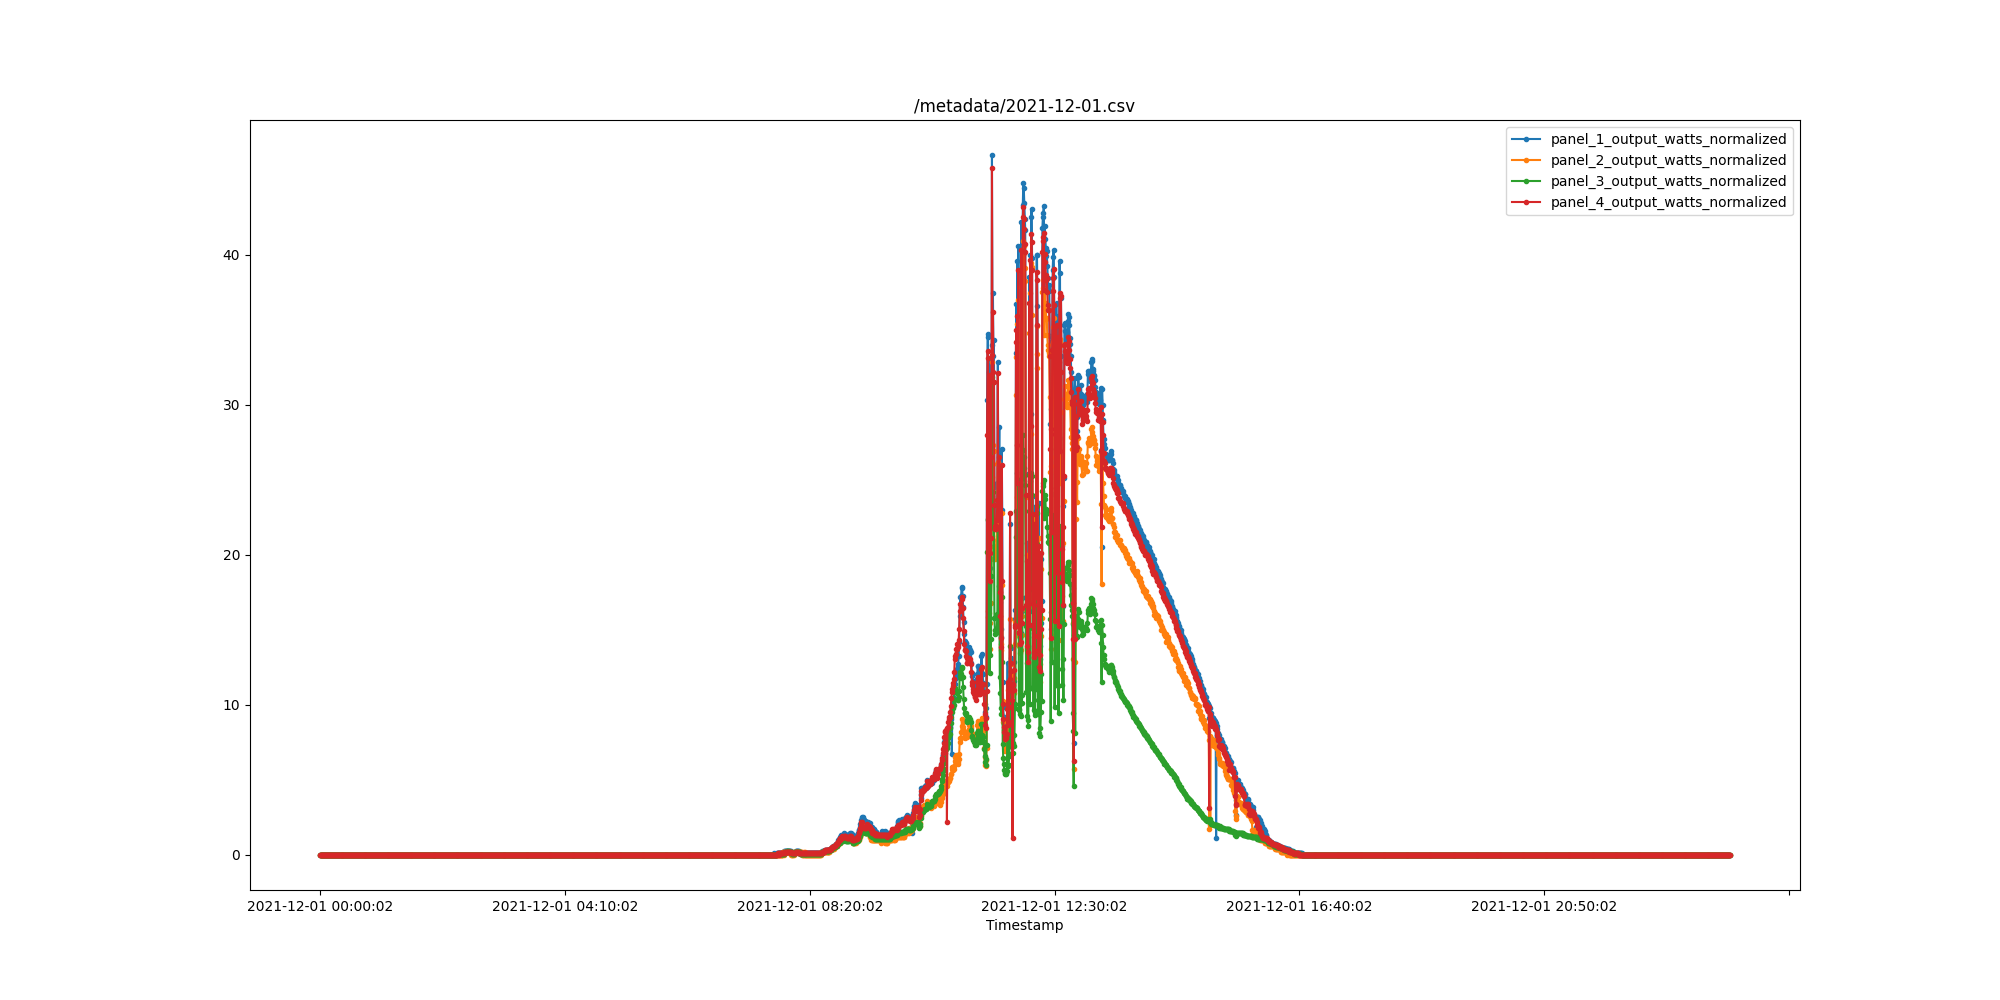 /metadata/2021-12-01.csv
panel_1_output_watts_normalized
panel_2_output_watts_normalized
panel_3_output_watts_normalized
panel_4_output_watts_normalized
40
30
20
10
0
2021-12-01 00:00:02 2021-12-01 04:10:02 2021-12-01 08:20:02 2021-12-01 12:30:02 2021-12-01 16:40:02 2021-12-01 20:50:02
Timestamp